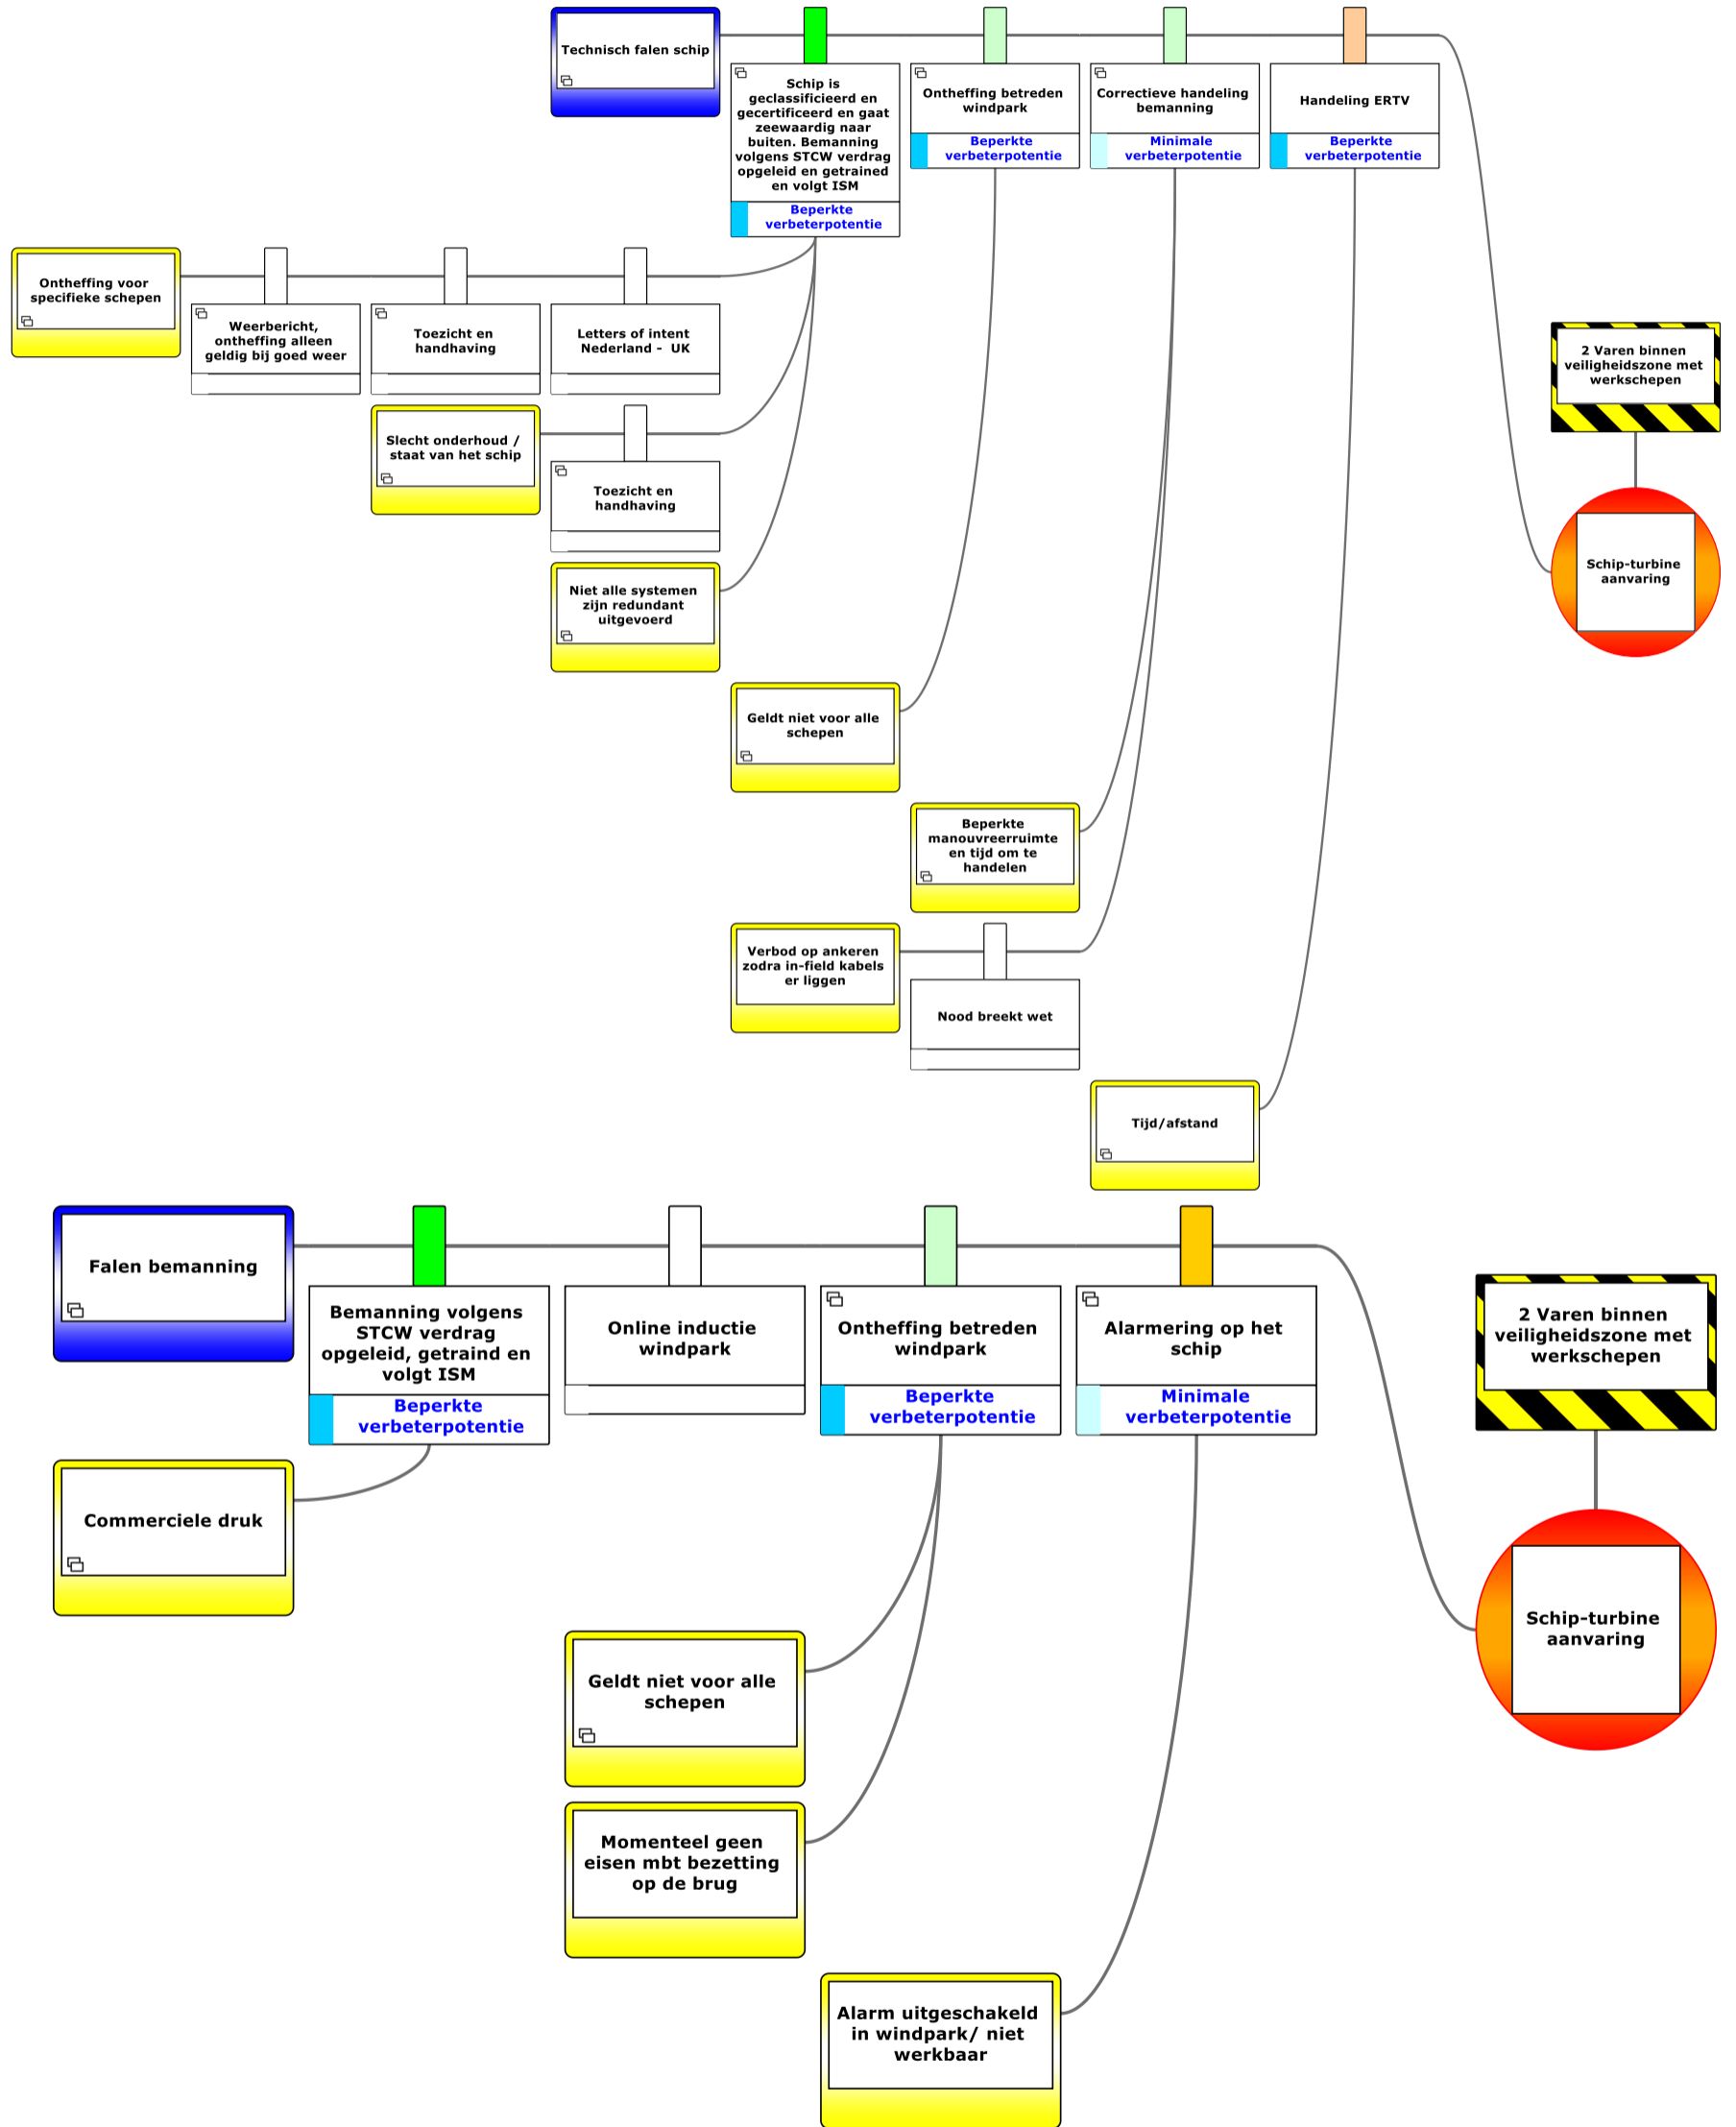 Technisch falen schip
Schip is
geclassificieerd en
gecertificeerd en gaat
zeewaardig naar
buiten. Bemanning
volgens STCW verdrag
opgeleid en getrained
en volgt ISM
Beperkte
verbeterpotentie
Ontheffing betreden
windpark
Beperkte
verbeterpotentie
Correctieve handeling
bemanning
Minimale
verbeterpotentie
Handeling ERTV
Beperkte
verbeterpotentie
Ontheffing voor
specifieke schepen
Weerbericht,
ontheffing alleen
geldig bij goed weer
Toezicht en
handhaving
Letters of intent
Nederland - UK
2 Varen binnen
veiligheidszone met
werkschepen
Slecht onderhoud /
staat van het schip
Toezicht en
handhaving
Schip-turbine
aanvaring
Niet alle systemen
zijn redundant
uitgevoerd
Geldt niet voor alle
schepen
Beperkte
manouvreerruimte
en tijd om te
handelen
Verbod op ankeren
zodra in-field kabels
er liggen
Nood breekt wet
Tijd/afstand
Falen bemanning
Bemanning volgens
STCW verdrag
opgeleid, getraind en
volgt ISM
Beperkte
verbeterpotentie
Online inductie
windpark
Ontheffing betreden
windpark
Beperkte
verbeterpotentie
Alarmering op het
schip
Minimale
verbeterpotentie
2 Varen binnen
veiligheidszone met
werkschepen
Commerciele druk
Schip-turbine
aanvaring
Geldt niet voor alle
schepen
Momenteel geen
eisen mbt bezetting
op de brug
Alarm uitgeschakeld
in windpark/ niet
werkbaar